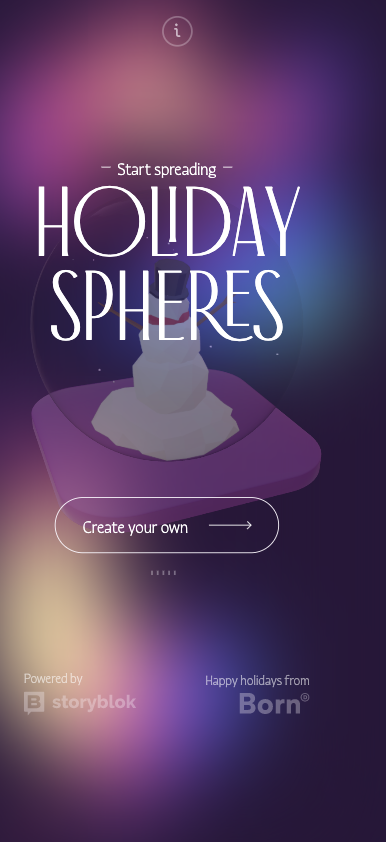 i
Start spreading
HOLIDAY
SPHERES
Create your own
Powered by
storyblok
Happy holidays from
Born